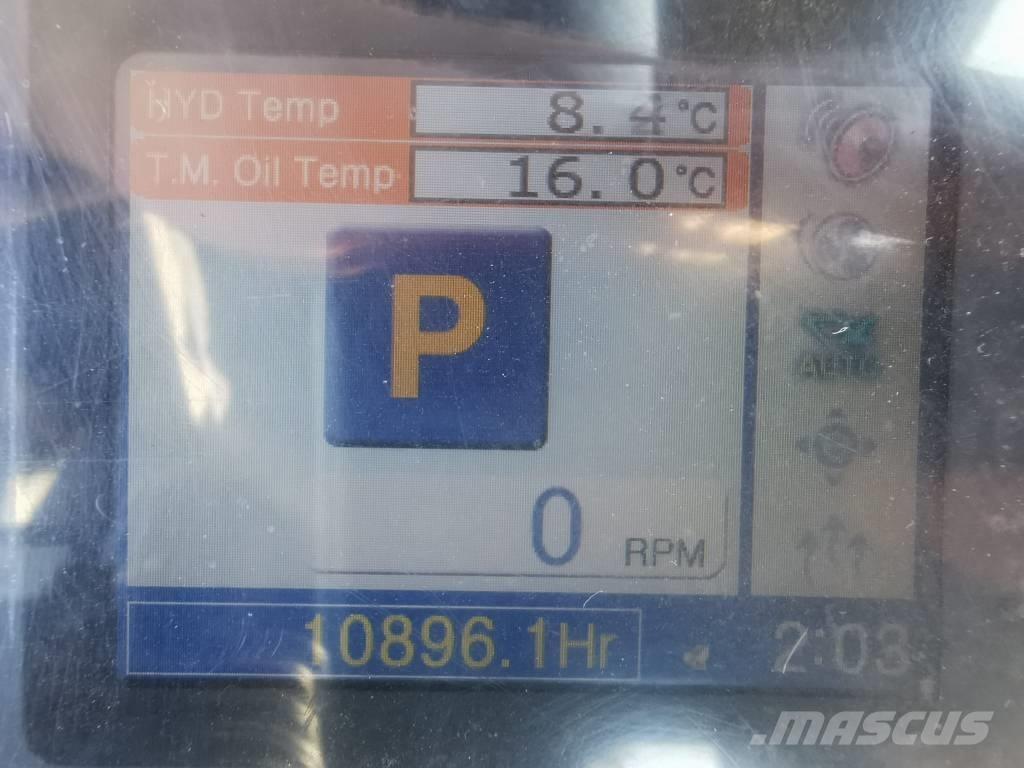 HYD Temp 8.4°C
T.M. Oil Temp 16.0°C
P
AUTO
0 RPM
10896.1Hr 2:03
.MASCUS